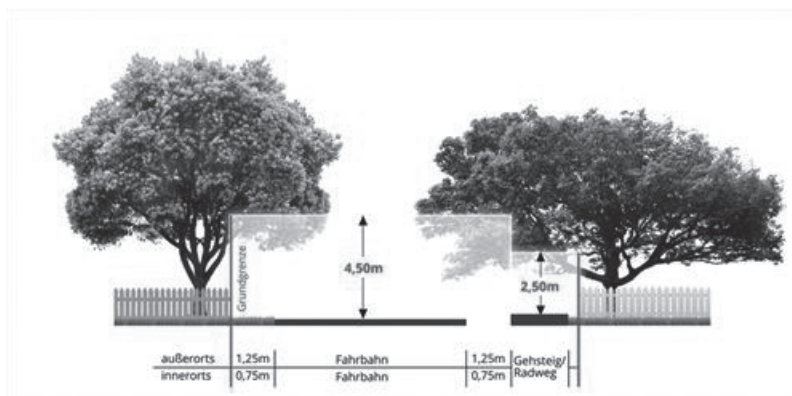 Grundgrenze
4,50m
2,50m
außerorts 1,25m Fahrbahn 1,25m Gehsteig/
innerorts 0,75m Fahrbahn 0,75m Radweg